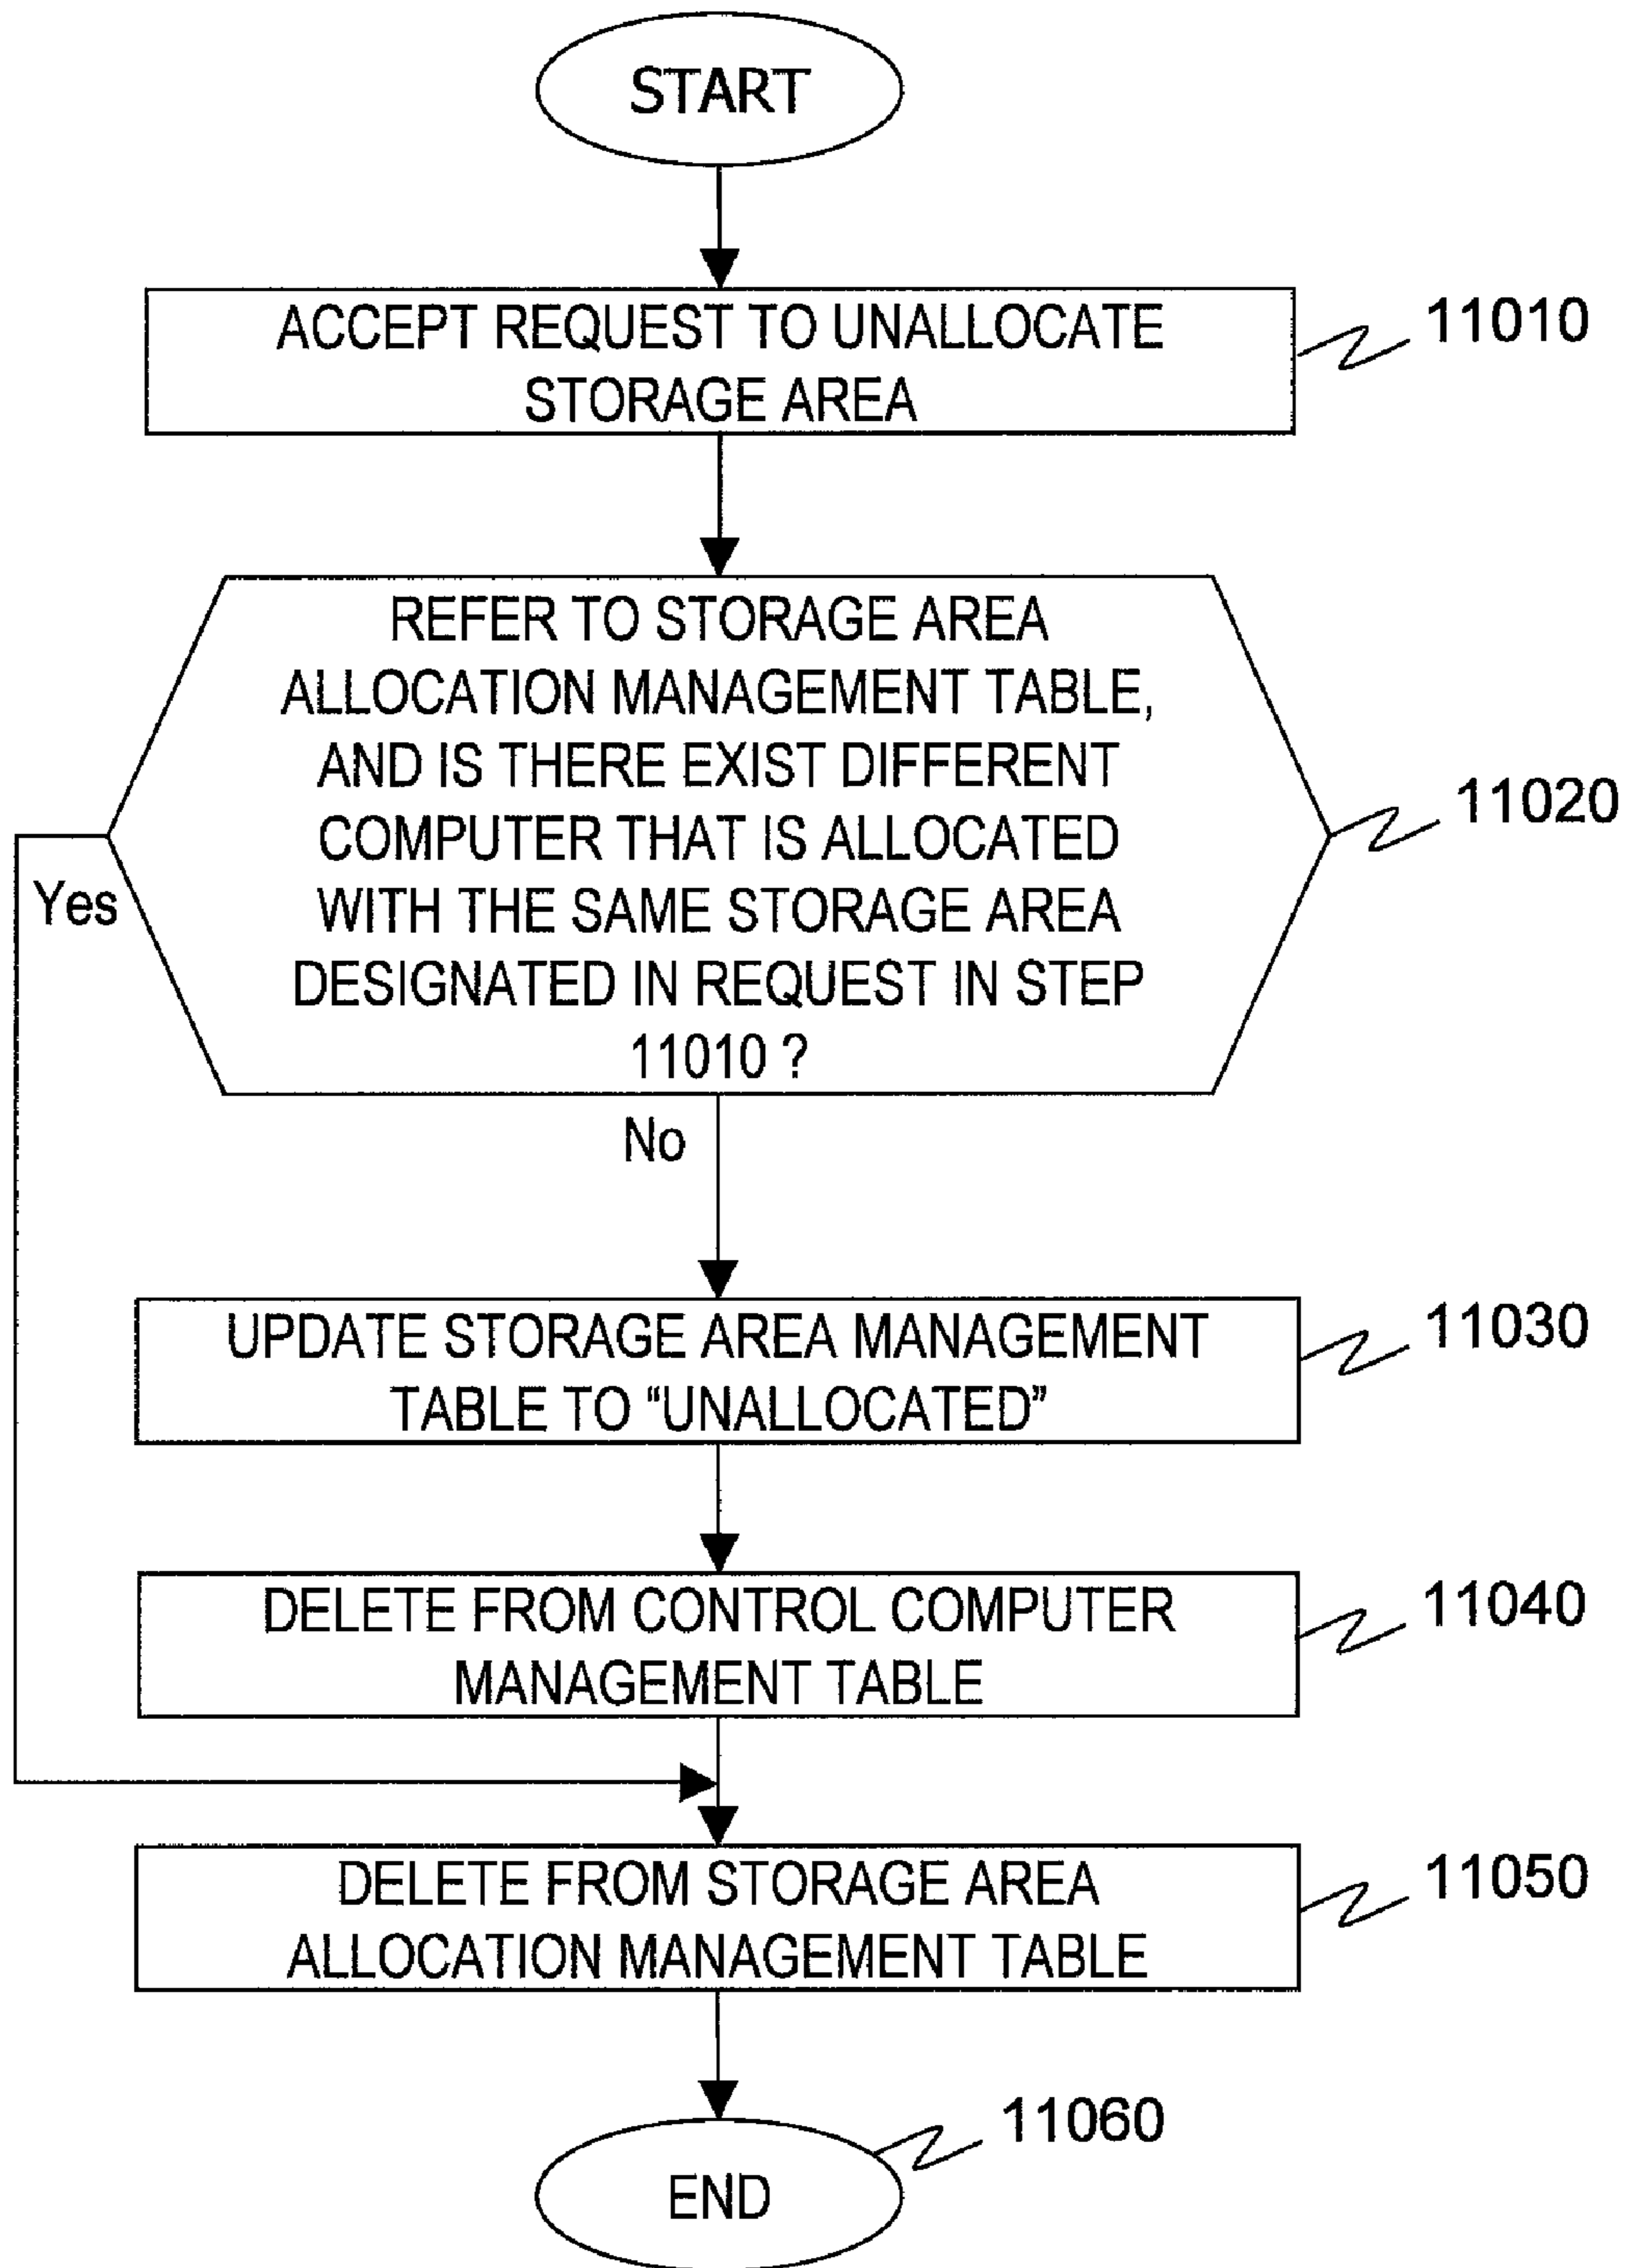 START
ACCEPT REQUEST TO UNALLOCATE
STORAGE AREA
11010
REFER TO STORAGE AREA
ALLOCATION MANAGEMENT TABLE,
AND IS THERE EXIST DIFFERENT
COMPUTER THAT IS ALLOCATED
WITH THE SAME STORAGE AREA
DESIGNATED IN REQUEST IN STEP
11010 ?
11020
Yes
No
UPDATE STORAGE AREA MANAGEMENT
TABLE TO “UNALLOCATED”
11030
DELETE FROM CONTROL COMPUTER
MANAGEMENT TABLE
11040
DELETE FROM STORAGE AREA
ALLOCATION MANAGEMENT TABLE
11050
END
11060